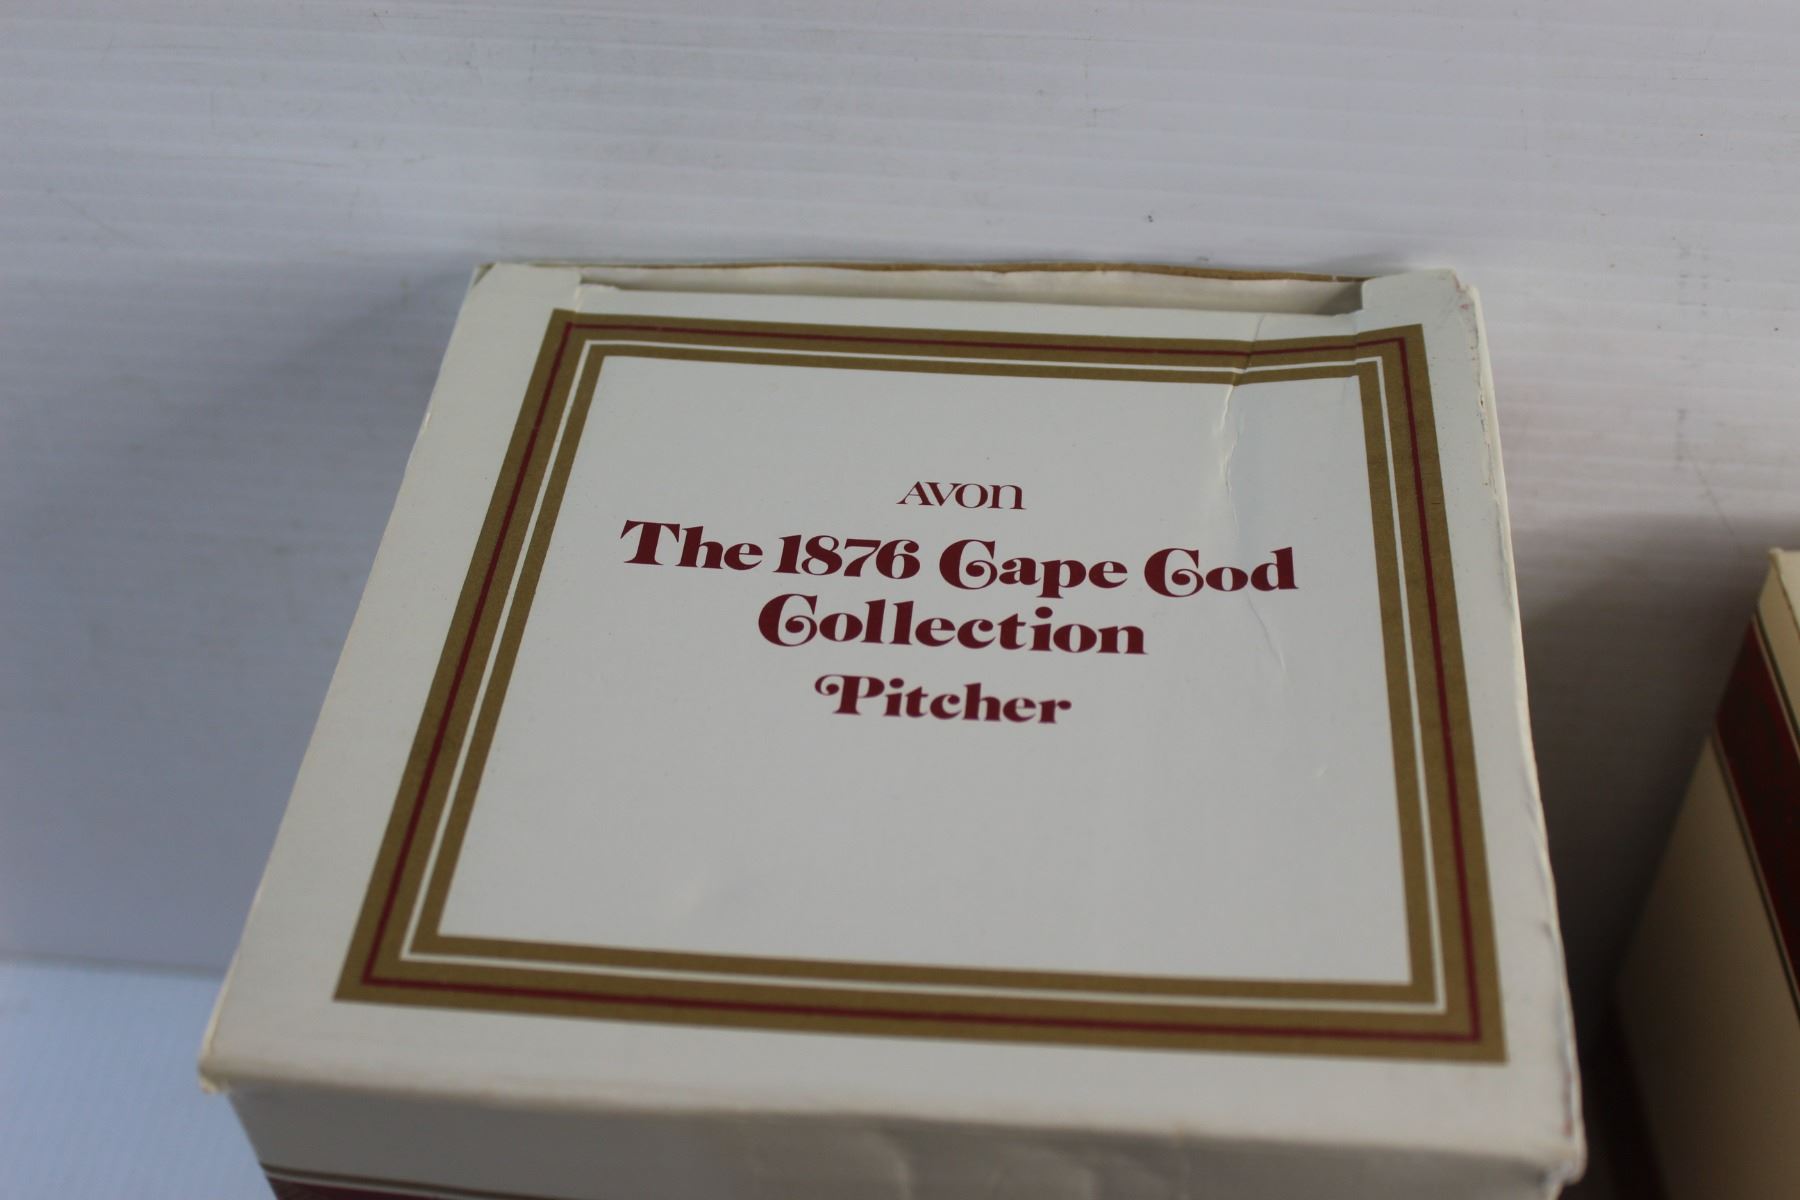 AVON
The 1876 Cape Cod
Collection
Pitcher